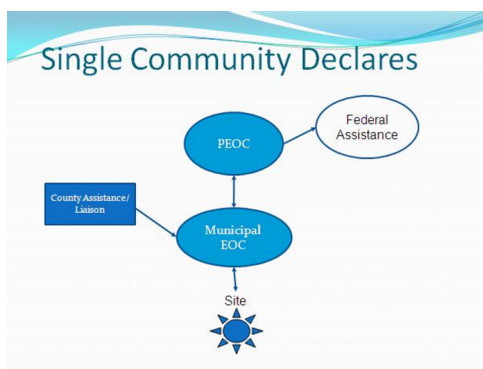 Single Community Declares
Federal
Assistance
PEOC
County Assistance/
Liaison
Municipal
EOC
Site